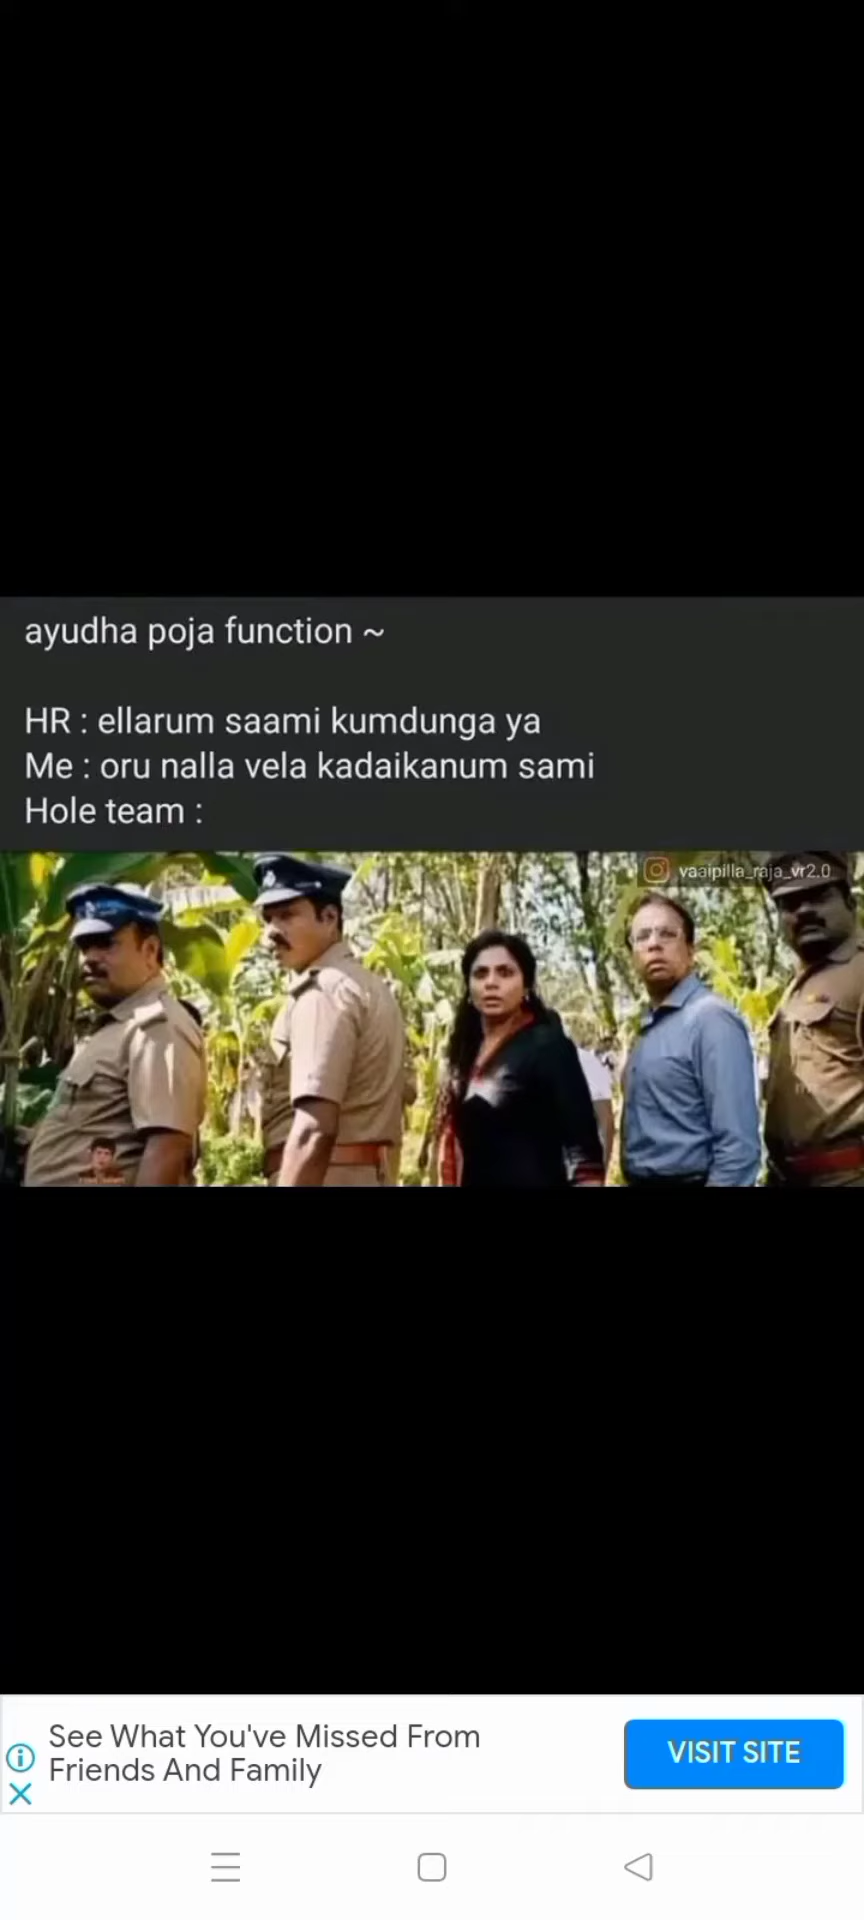 ayudha poja function ~
HR : ellarum saami kumdunga ya
Me : oru nalla vela kadaikanum sami
Hole team :
vaaipilla_raja_vr2.0
See What You've Missed From
Friends And Family
VISIT SITE